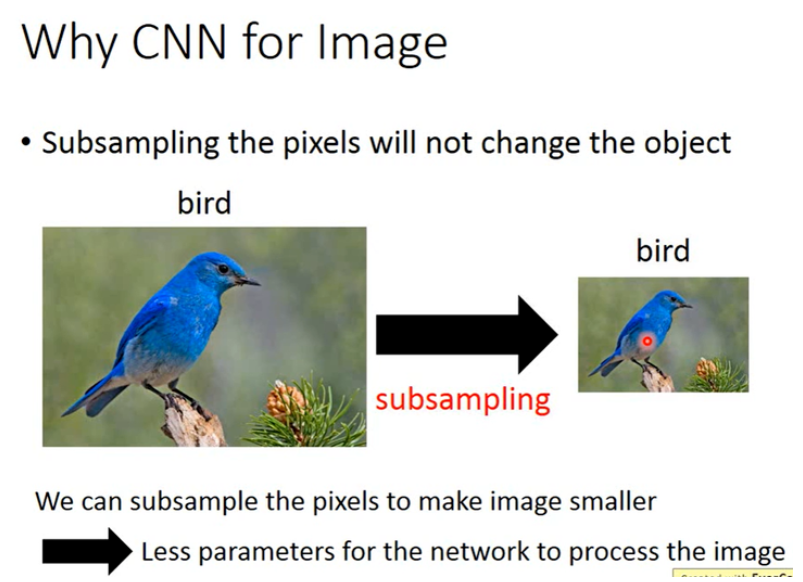 Why CNN for Image
• Subsampling the pixels will not change the object
bird
bird
subsampling
We can subsample the pixels to make image smaller
Less parameters for the network to process the image